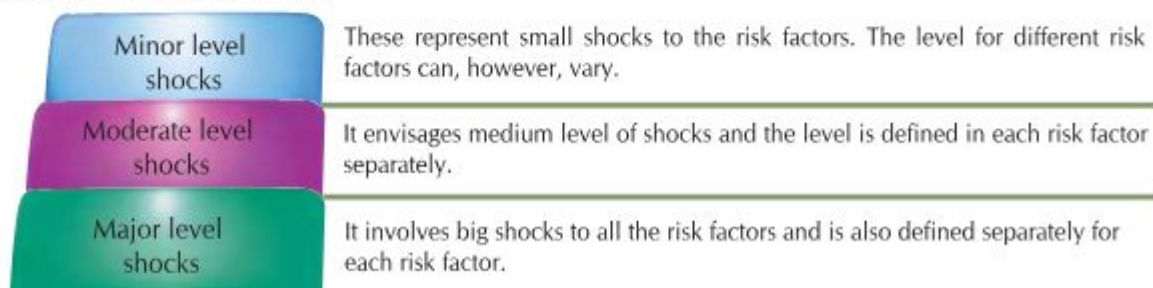 Minor level
shocks
These represent small shocks to the risk factors. The level for different risk
factors can, however, vary.
Moderate level
shocks
It envisages medium level of shocks and the level is defined in each risk factor
separately.
Major level
shocks
It involves big shocks to all the risk factors and is also defined separately for
each risk factor.